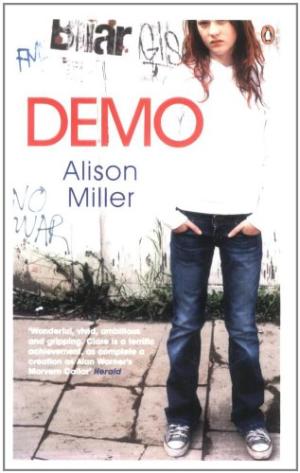 GIS
DEMO
Alison
Miller
NO
WAR
'Wonderful, vivid, ambitious
and gripping. Clare is a terrific
achievement, as complete a
creation as Alan Warner's
Morvern Callar' Herald